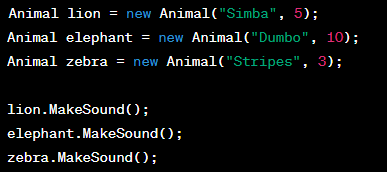 Animal lion = new Animal("Simba", 5);
Animal elephant = new Animal("Dumbo", 10);
Animal zebra = new Animal("Stripes", 3);
lion.MakeSound();
elephant.MakeSound();
zebra.MakeSound();